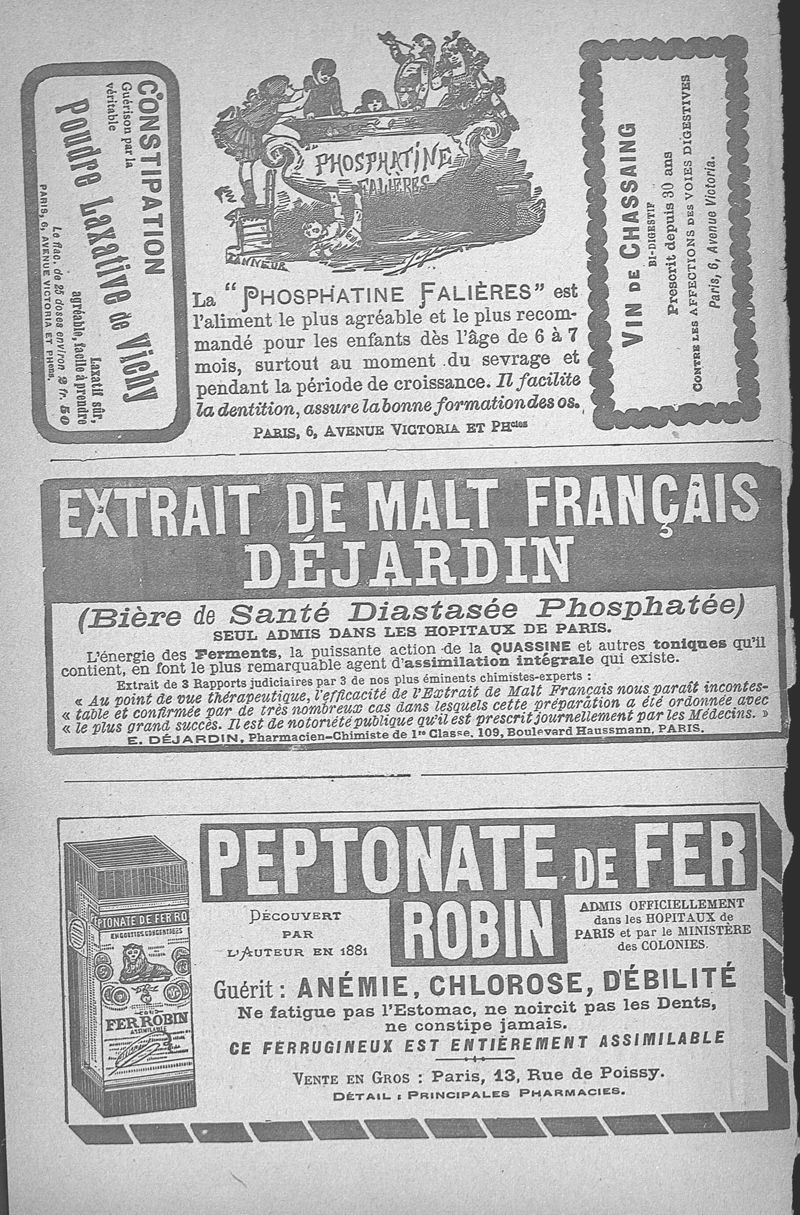 CONSTIPATION
Guérison par la
véritable
Poudre Laxative de Vichy
Laxatif sûr,
agréable, facile à prendre
Le flac. de 25 doses environ 2 fr. 50
PARIS, 6, AVENUE VICTORIA ET PHcies.
PHOSPHATINE
FALIERES
ZANNEUR
La "PHOSPHATINE FALIÈRES" est
l'aliment le plus agréable et le plus recom-
mandé pour les enfants dès l'âge de 6 à 7
mois, surtout au moment du sevrage et
pendant la période de croissance. Il facilite
la dentition, assure la bonne formation des os.
PARIS, 6, AVENUE VICTORIA ET PHcies
VIN DE CHASSAING
BI-DIGESTIF
Prescrit depuis 30 ans
CONTRE LES AFFECTIONS DES VOIES DIGESTIVES
Paris, 6, Avenue Victoria.
EXTRAIT DE MALT FRANÇAIS
DÉJARDIN
(Bière de Santé Diastasée Phosphatée)
SEUL ADMIS DANS LES HOPITAUX DE PARIS.
L'énergie des Ferments, la puissante action de la QUASSINE et autres toniques qu'il
contient, en font le plus remarquable agent d'assimilation intégrale qui existe.
Extrait de 3 Rapports judiciaires par 3 de nos plus éminents chimistes-experts :
« Au point de vue thérapeutique, l'efficacité de l'Extrait de Malt Français nous paraît incontes-
« table et confirmée par de très nombreux cas dans lesquels cette préparation a été ordonnée avec
« le plus grand succès. Il est de notoriété publique qu'il est prescrit journellement par les Médecins. »
E. DÉJARDIN, Pharmacien-Chimiste de 1re Classe, 109, Boulevard Haussmann, PARIS.
PEPTONATE DE FER
ROBIN
DÉCOUVERT
PAR
L'AUTEUR EN 1881
ADMIS OFFICIELLEMENT
dans les HOPITAUX de
PARIS et par le MINISTÈRE
des COLONIES.
Guérit : ANÉMIE, CHLOROSE, DÉBILITÉ
Ne fatigue pas l'Estomac, ne noircit pas les Dents,
ne constipe jamais.
CE FERRUGINEUX EST ENTIÈREMENT ASSIMILABLE
VENTE EN GROS : Paris, 13, Rue de Poissy.
DÉTAIL : PRINCIPALES PHARMACIES.
PTONATE DE FER RO
EN GOUTTES CONCENTRÉES
FER ROBIN
ASSIMILABLE